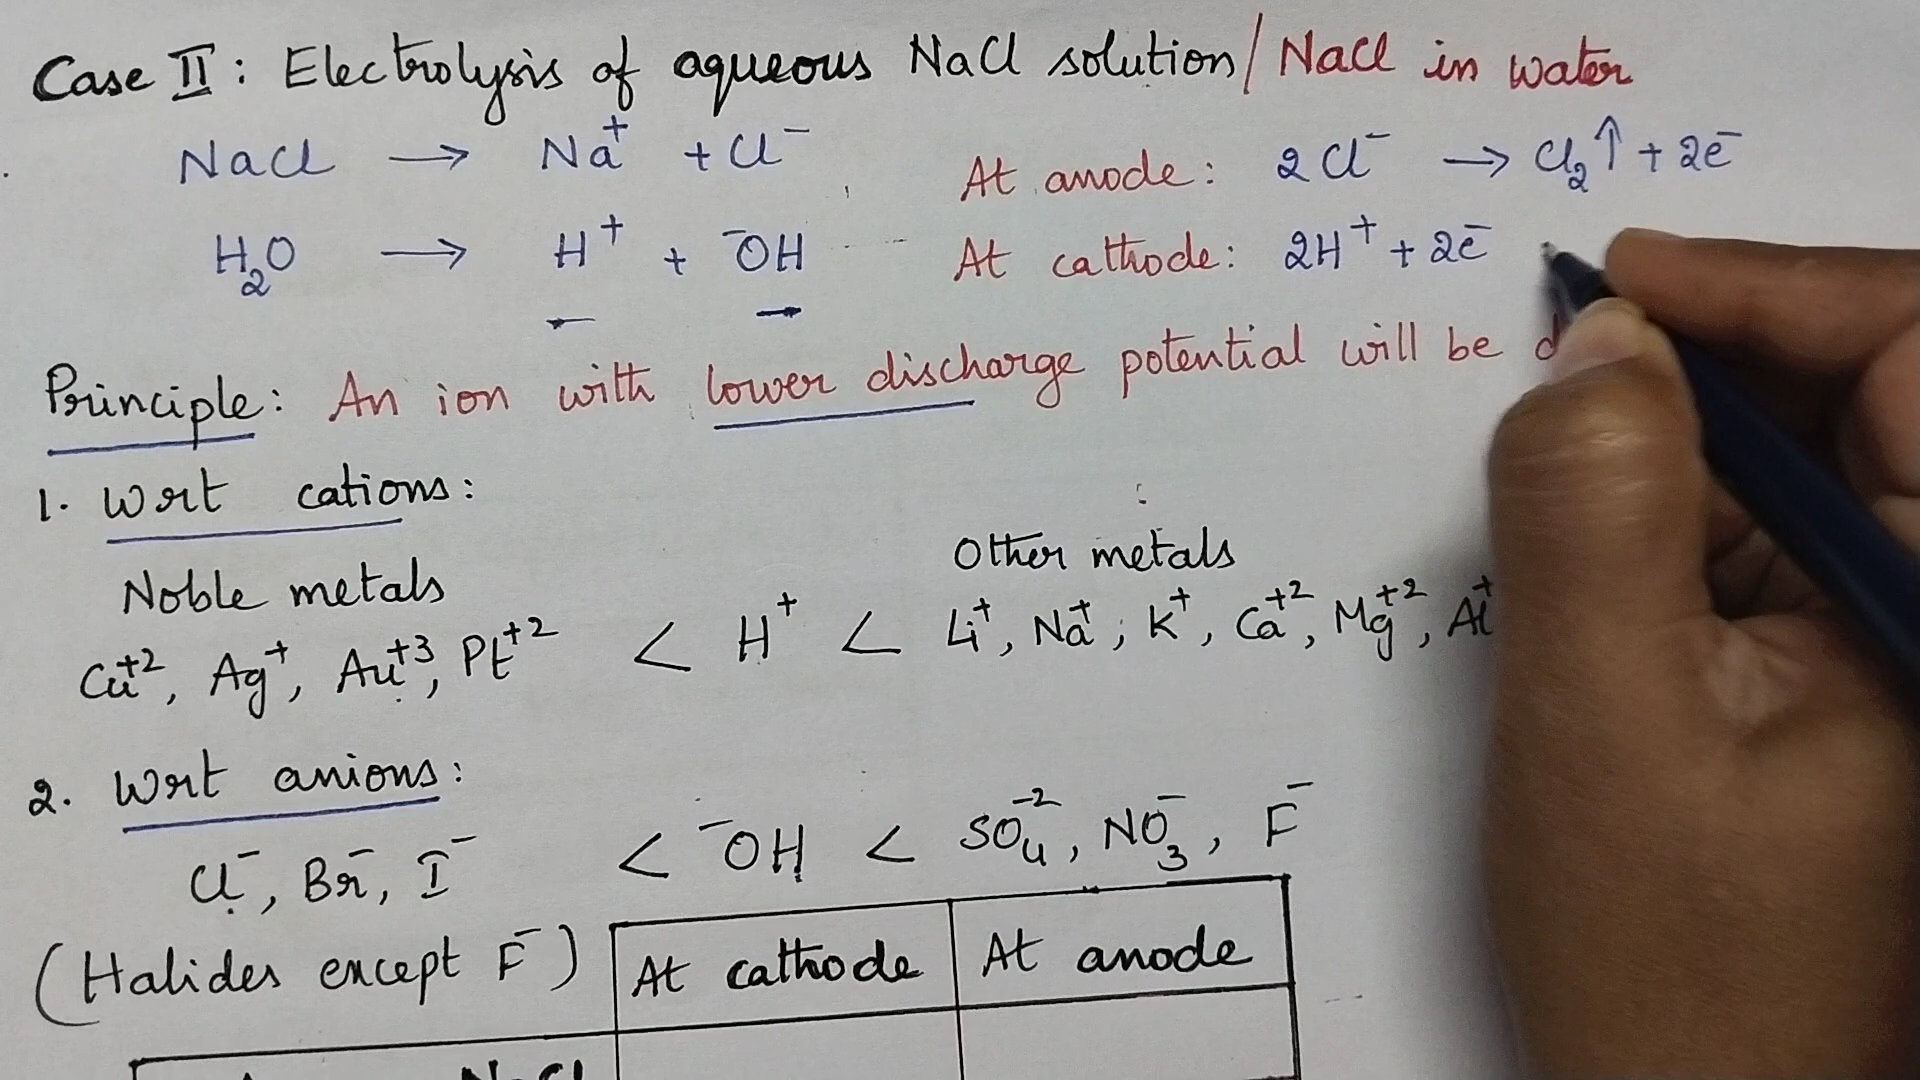 Case II: Electrolysis of aqueous NaCl solution/NaCl in water
NaCl → Na⁺ + Cl⁻
H₂O → H⁺ + ⁻OH
At anode: 2Cl⁻ → Cl₂↑ + 2e⁻
At cathode: 2H⁺ + 2e⁻
Principle: An ion with lower discharge potential will be
1. Wrt cations:
Noble metals
Other metals
Cu⁺², Ag⁺, Au⁺³, Pt⁺² < H⁺ < Li⁺, Na⁺, K⁺, Ca⁺², Mg⁺², Al⁺
2. Wrt anions:
Cl⁻, Br⁻, I⁻ < ⁻OH < SO₄⁻², NO₃⁻, F⁻
(Halides except F⁻)
At cathode At anode
NaCl